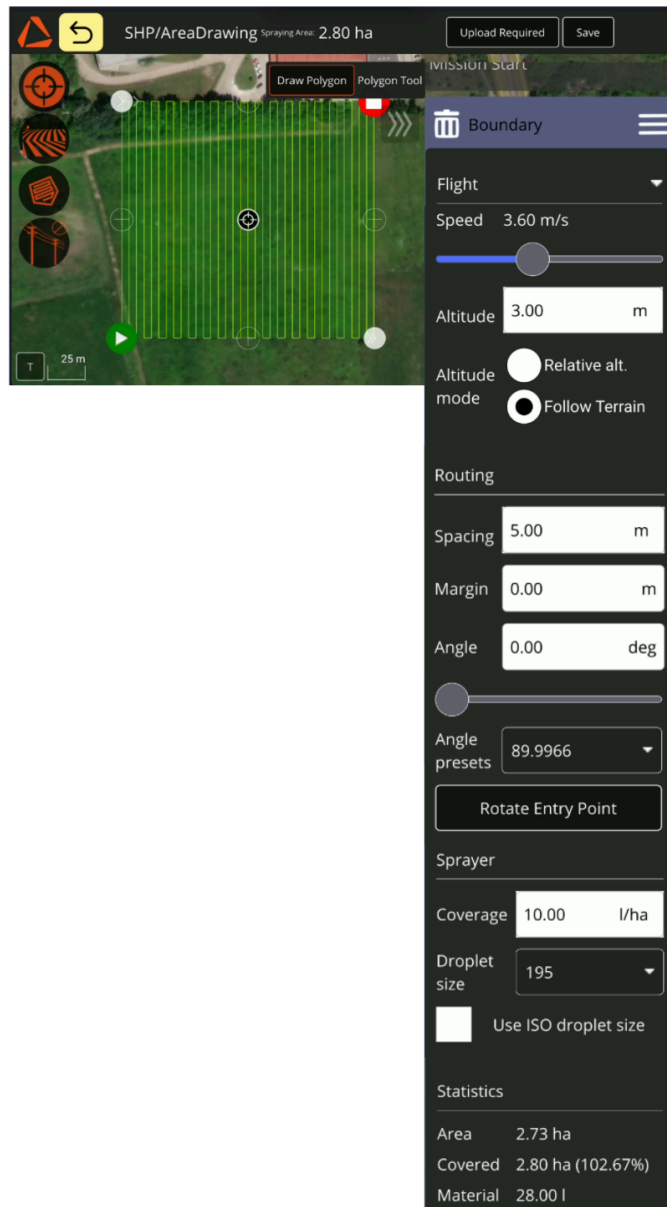 SHP/AreaDrawing Spraying Area: 2.80 ha
Upload Required
Save
Mission Start
Draw Polygon
Polygon Tool
T
25 m
Boundary
Flight
Speed 3.60 m/s
Altitude 3.00 m
Altitude mode
Relative alt.
Follow Terrain
Routing
Spacing 5.00 m
Margin 0.00 m
Angle 0.00 deg
Angle presets
89.9966
Rotate Entry Point
Sprayer
Coverage 10.00 l/ha
Droplet size
195
Use ISO droplet size
Statistics
Area 2.73 ha
Covered 2.80 ha (102.67%)
Material 28.00 l